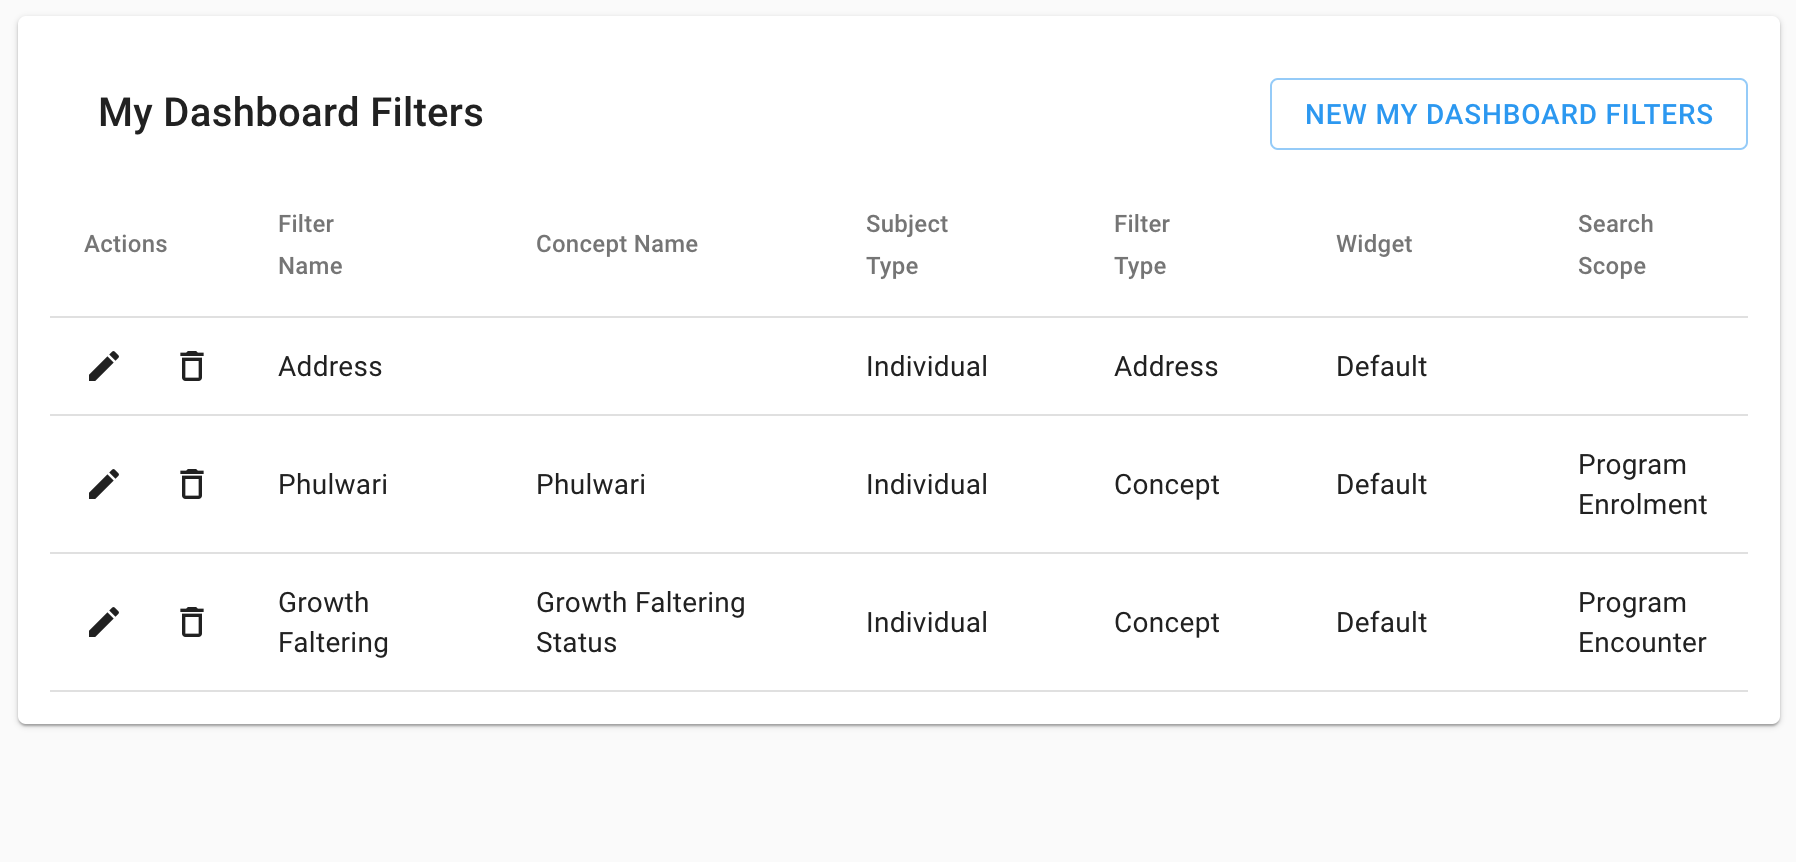 My Dashboard Filters
NEW MY DASHBOARD FILTERS
Actions
Filter
Name
Concept Name
Subject
Type
Filter
Type
Widget
Search
Scope
Address
Individual
Address
Default
Phulwari
Phulwari
Individual
Concept
Default
Program
Enrolment
Growth
Faltering
Growth Faltering
Status
Individual
Concept
Default
Program
Encounter